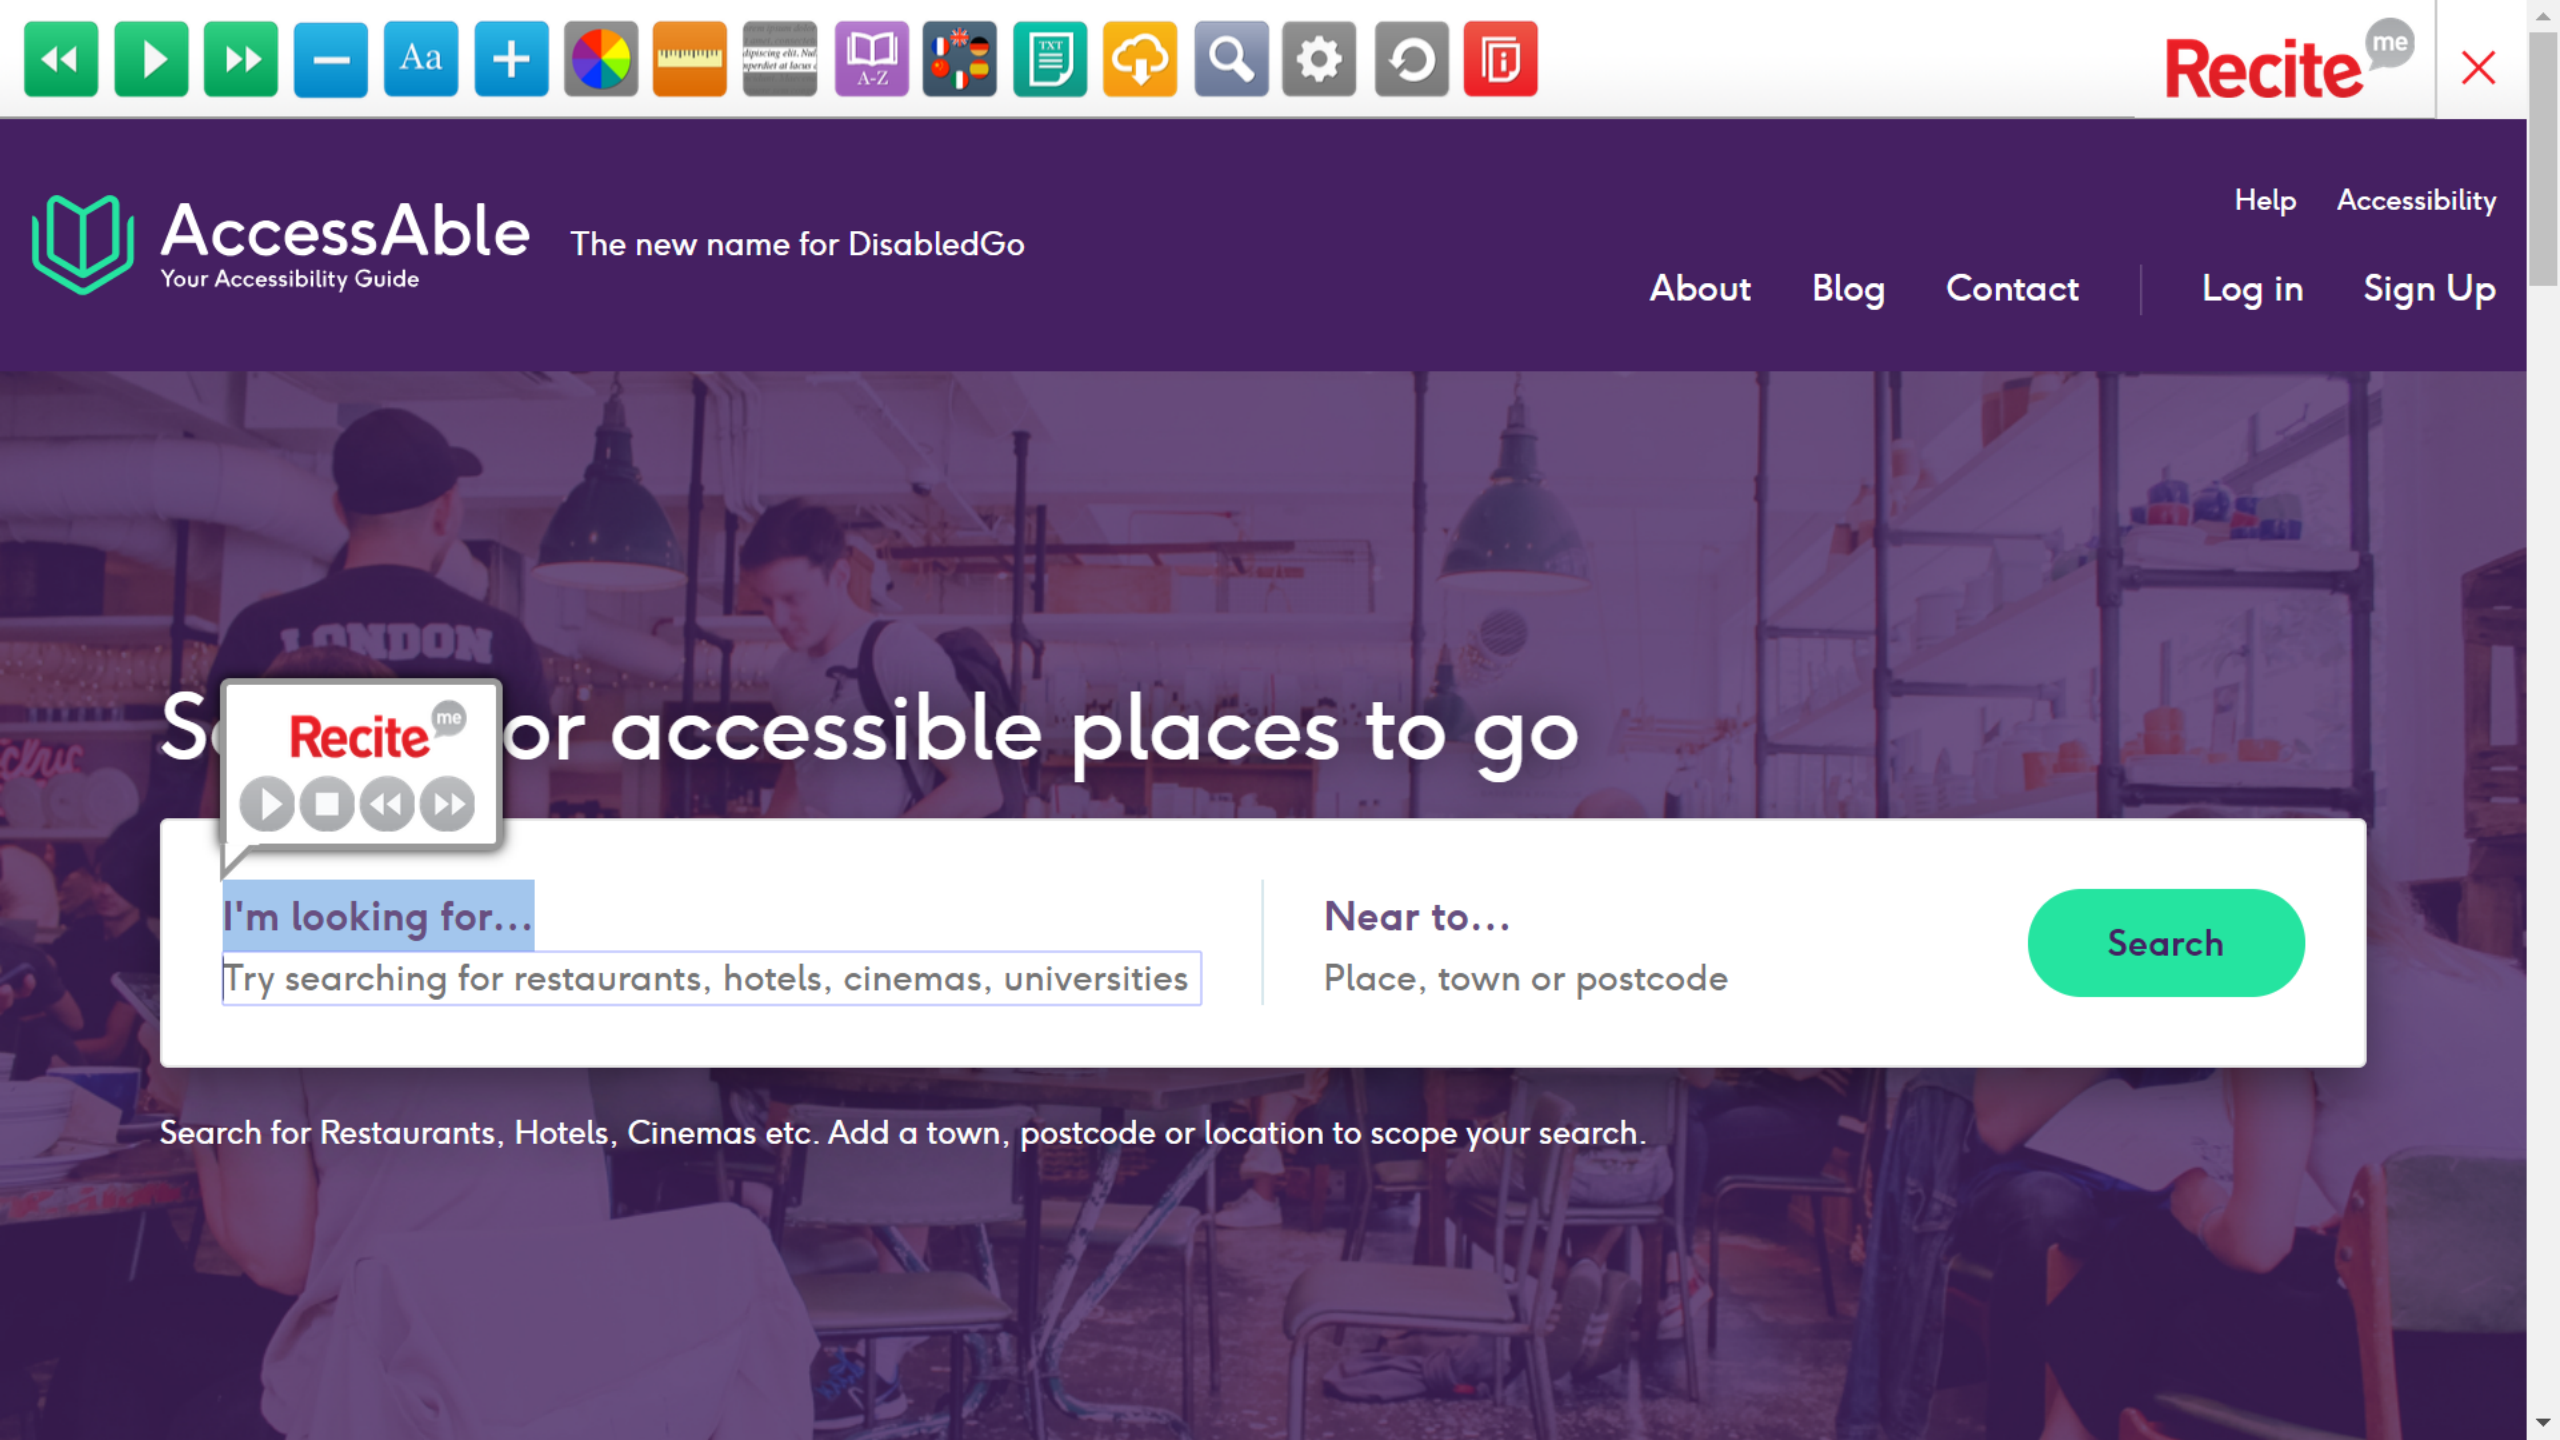 Aa
A-Z
TXT
Recite me
AccessAble
Your Accessibility Guide
The new name for DisabledGo
Help Accessibility
About Blog Contact Log in Sign Up
LONDON
or accessible places to go
Recite me
I'm looking for...
Try searching for restaurants, hotels, cinemas, universities
Near to...
Place, town or postcode
Search
Search for Restaurants, Hotels, Cinemas etc. Add a town, postcode or location to scope your search.